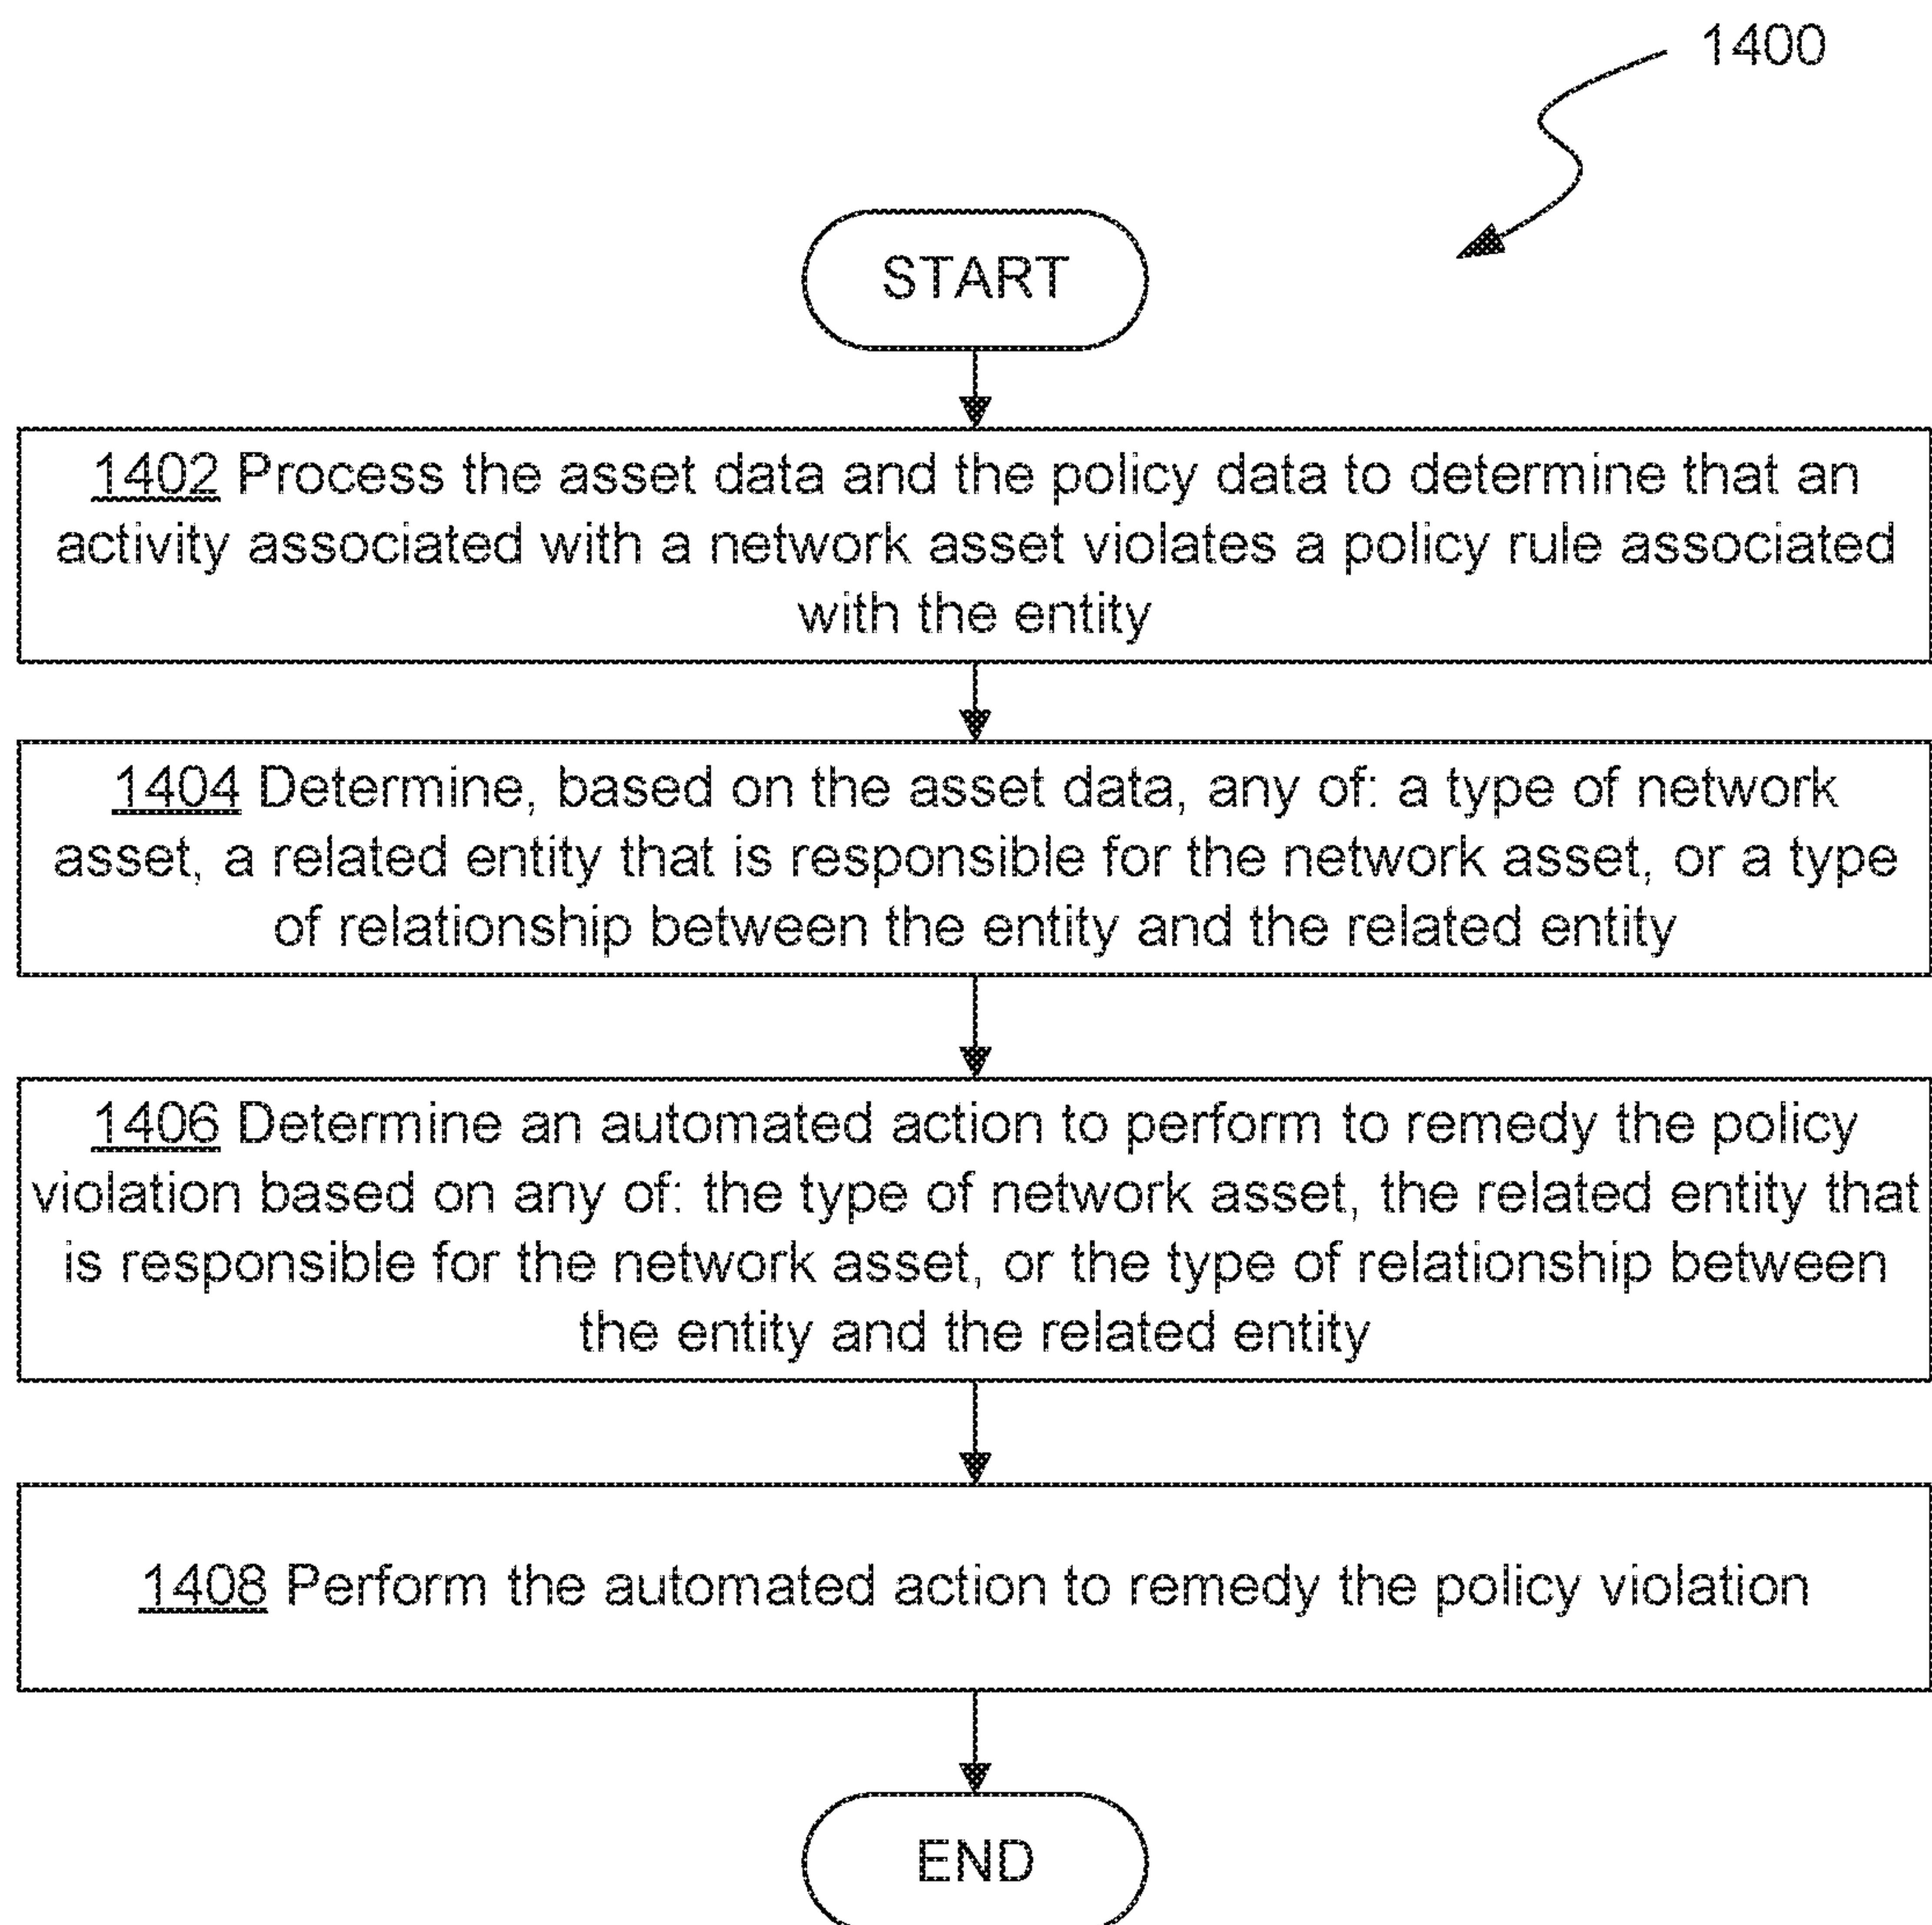 1400
START
1402 Process the asset data and the policy data to determine that an
activity associated with a network asset violates a policy rule associated
with the entity
1404 Determine, based on the asset data, any of: a type of network
asset, a related entity that is responsible for the network asset, or a type
of relationship between the entity and the related entity
1406 Determine an automated action to perform to remedy the policy
violation based on any of: the type of network asset, the related entity that
is responsible for the network asset, or the type of relationship between
the entity and the related entity
1408 Perform the automated action to remedy the policy violation
END